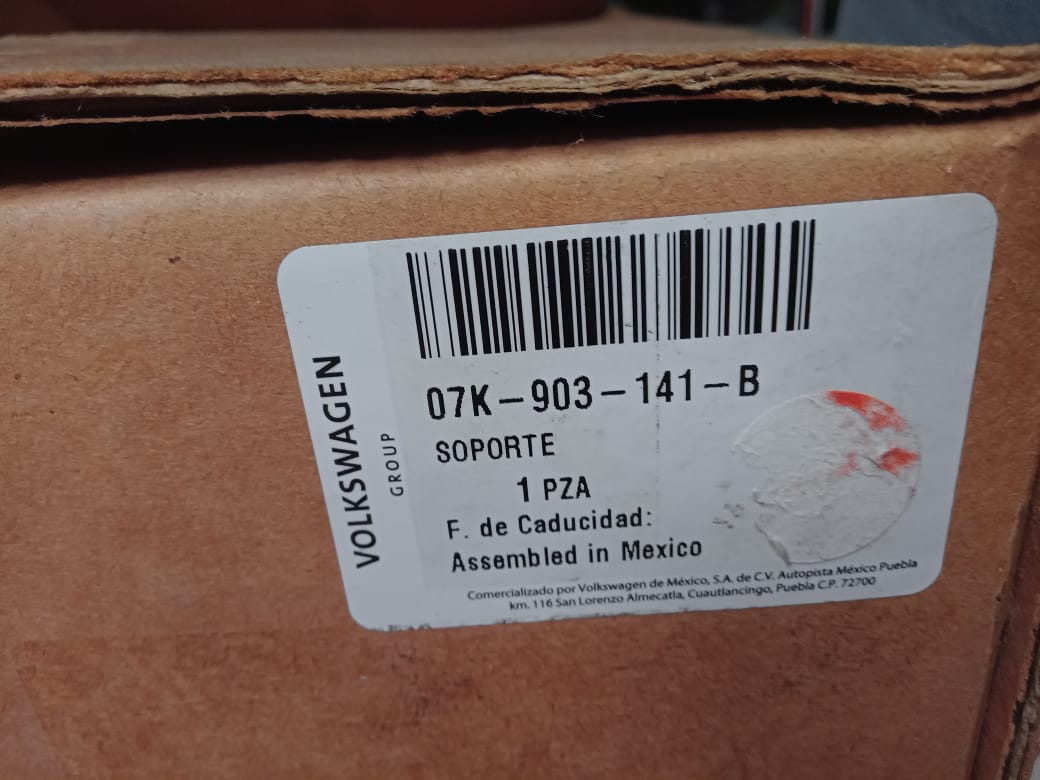 VOLKSWAGEN
GROUP
07K-903-141-B
SOPORTE
1 PZA
F. de Caducidad:
Assembled in Mexico
Comercializado por Volkswagen de México, S.A. de C.V. Autopista México Puebla
km. 116 San Lorenzo Almecatla, Cuautlancingo, Puebla C.P. 72700